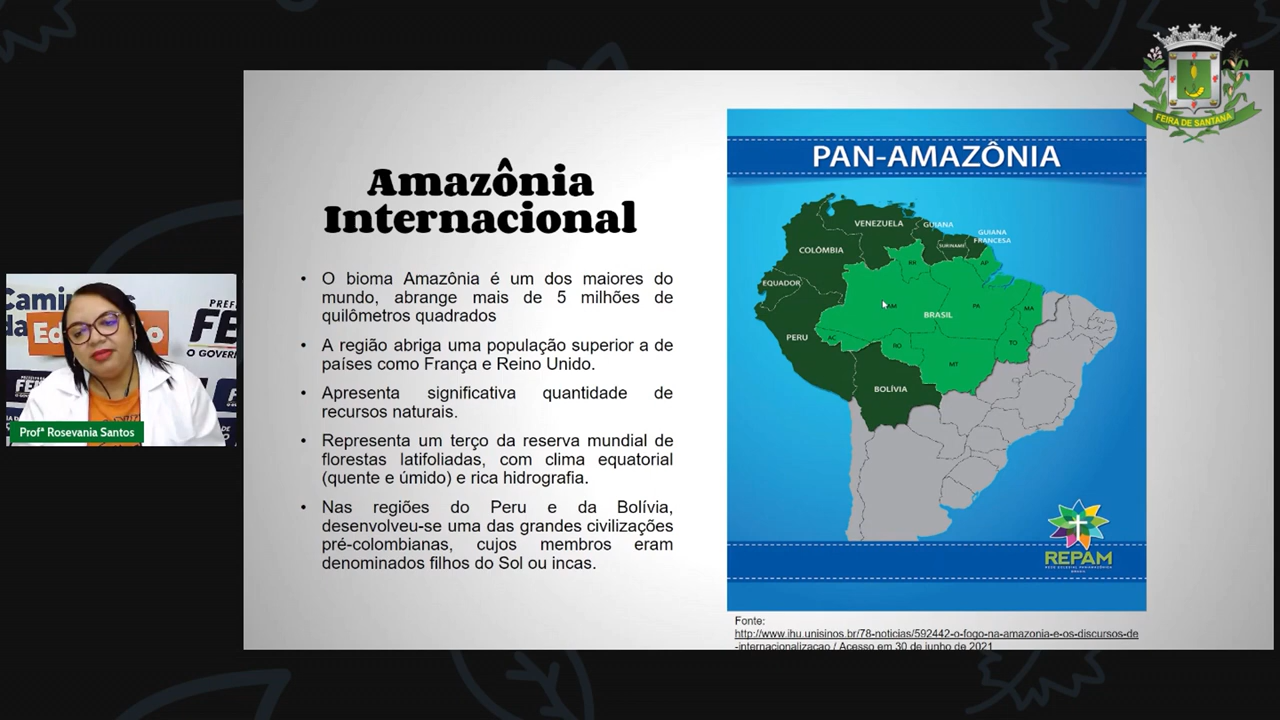 FEIRA DE SANTANA
Amazônia
Internacional
• O bioma Amazônia é um dos maiores do
mundo, abrange mais de 5 milhões de
quilômetros quadrados
• A região abriga uma população superior a de
países como França e Reino Unido.
• Apresenta significativa quantidade de
recursos naturais.
• Representa um terço da reserva mundial de
florestas latifoliadas, com clima equatorial
(quente e úmido) e rica hidrografia.
• Nas regiões do Peru e da Bolívia,
desenvolveu-se uma das grandes civilizações
pré-colombianas, cujos membros eram
denominados filhos do Sol ou incas.
PAN-AMAZÔNIA
VENEZUELA
GUIANA
GUIANA
FRANCESA
SURINAME
COLÔMBIA
RR
AP
EQUADOR
AM
PA
MA
BRASIL
PERU
AC
RO
TO
MT
BOLÍVIA
REPAM
Fonte:
http://www.ihu.unisinos.br/78-noticias/592442-o-fogo-na-amazonia-e-os-discursos-de
-internacionalizacao / Acesso em 30 de junho de 2021
Profª Rosevania Santos